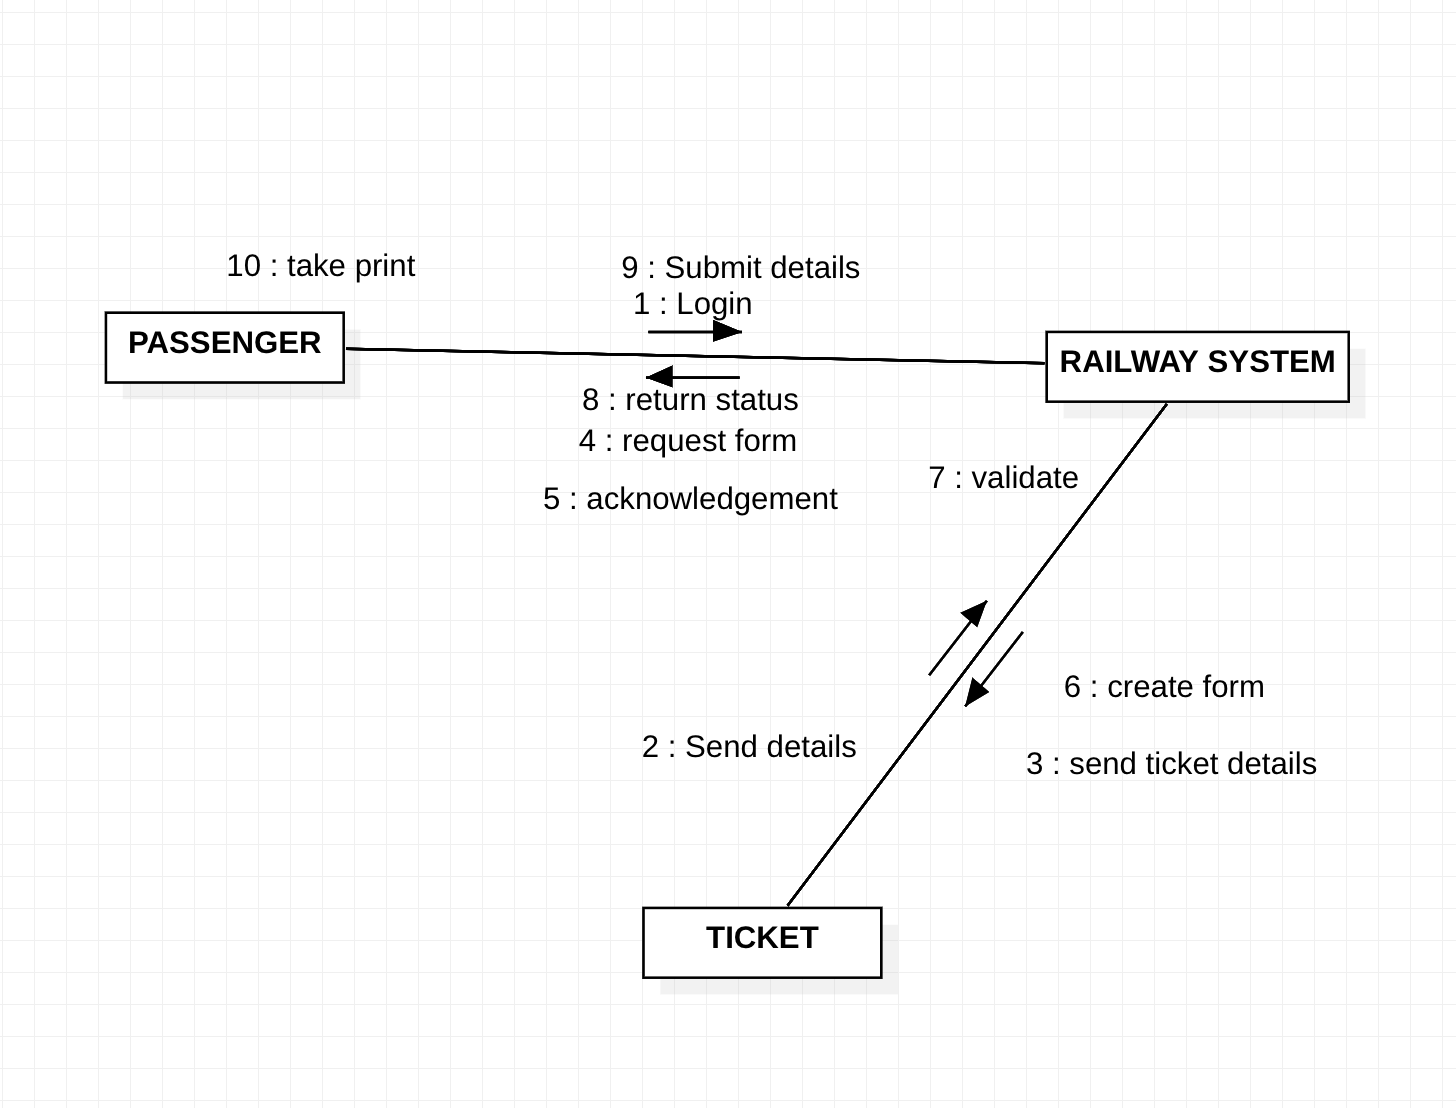 10 : take print
9 : Submit details
1 : Login
PASSENGER
RAILWAY SYSTEM
8 : return status
4 : request form
7 : validate
5 : acknowledgement
6 : create form
2 : Send details
3 : send ticket details
TICKET